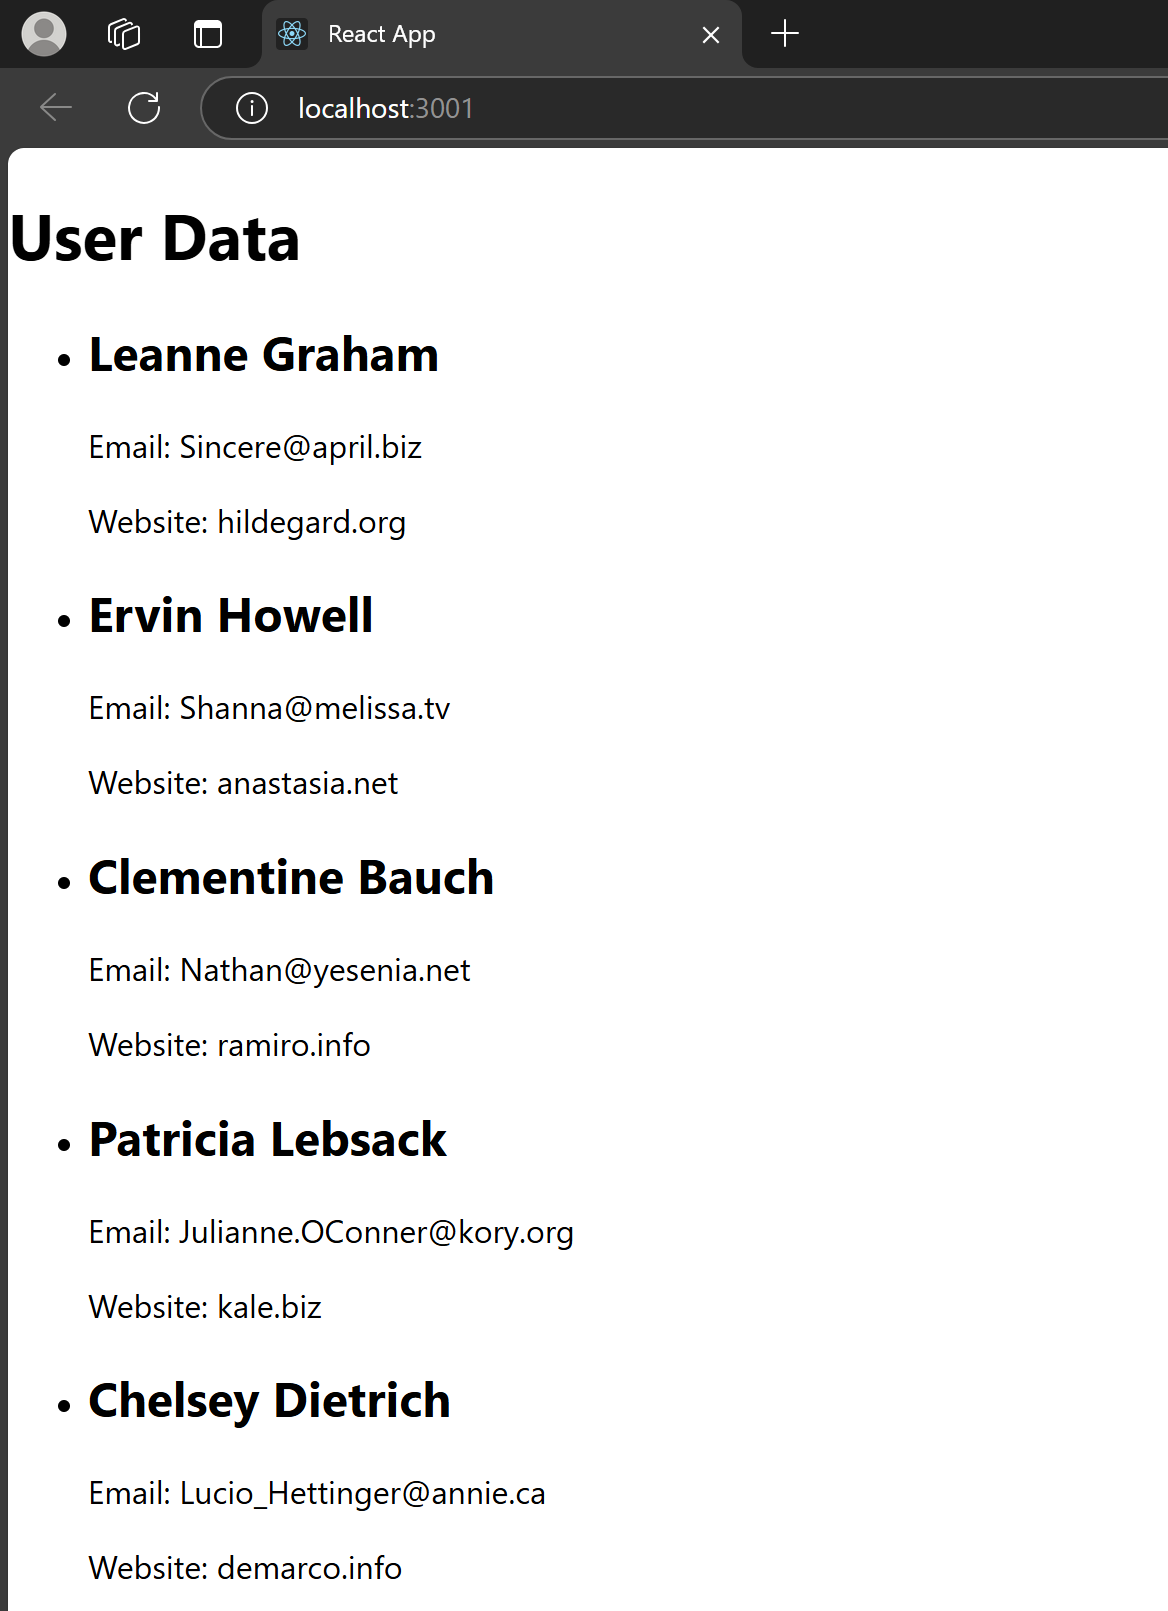 React App
localhost:3001
User Data
Leanne Graham
Email: Sincere@april.biz
Website: hildegard.org
Ervin Howell
Email: Shanna@melissa.tv
Website: anastasia.net
Clementine Bauch
Email: Nathan@yesenia.net
Website: ramiro.info
Patricia Lebsack
Email: Julianne.OConner@kory.org
Website: kale.biz
Chelsey Dietrich
Email: Lucio_Hettinger@annie.ca
Website: demarco.info